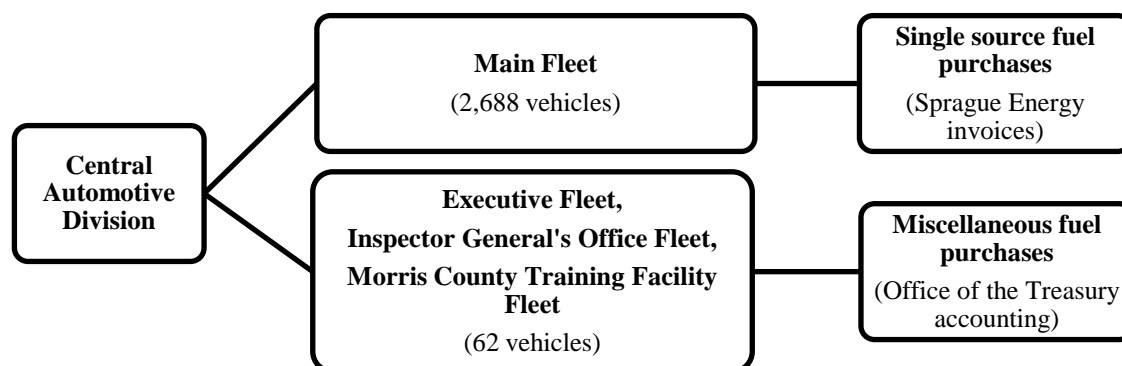 Central
Automotive
Division
Main Fleet
(2,688 vehicles)
Single source fuel
purchases
(Sprague Energy
invoices)
Executive Fleet,
Inspector General's Office Fleet,
Morris County Training Facility
Fleet
(62 vehicles)
Miscellaneous fuel
purchases
(Office of the Treasury
accounting)